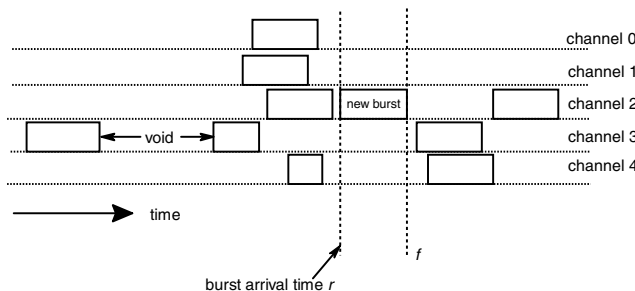 channel 0
channel 1
new burst
channel 2
void
channel 3
channel 4
time
f
burst arrival time r